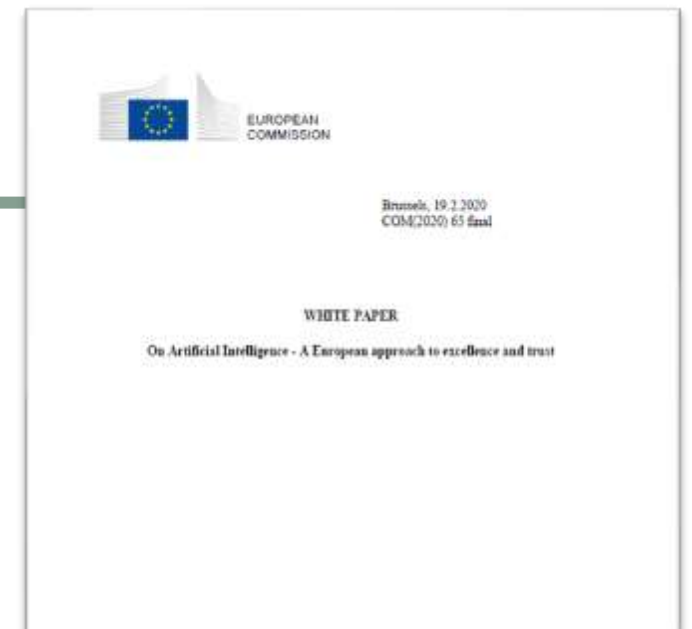 EUROPEAN
COMMISSION
Brussels, 19.2.2020
COM(2020) 65 final
WHITE PAPER
On Artificial Intelligence - A European approach to excellence and trust